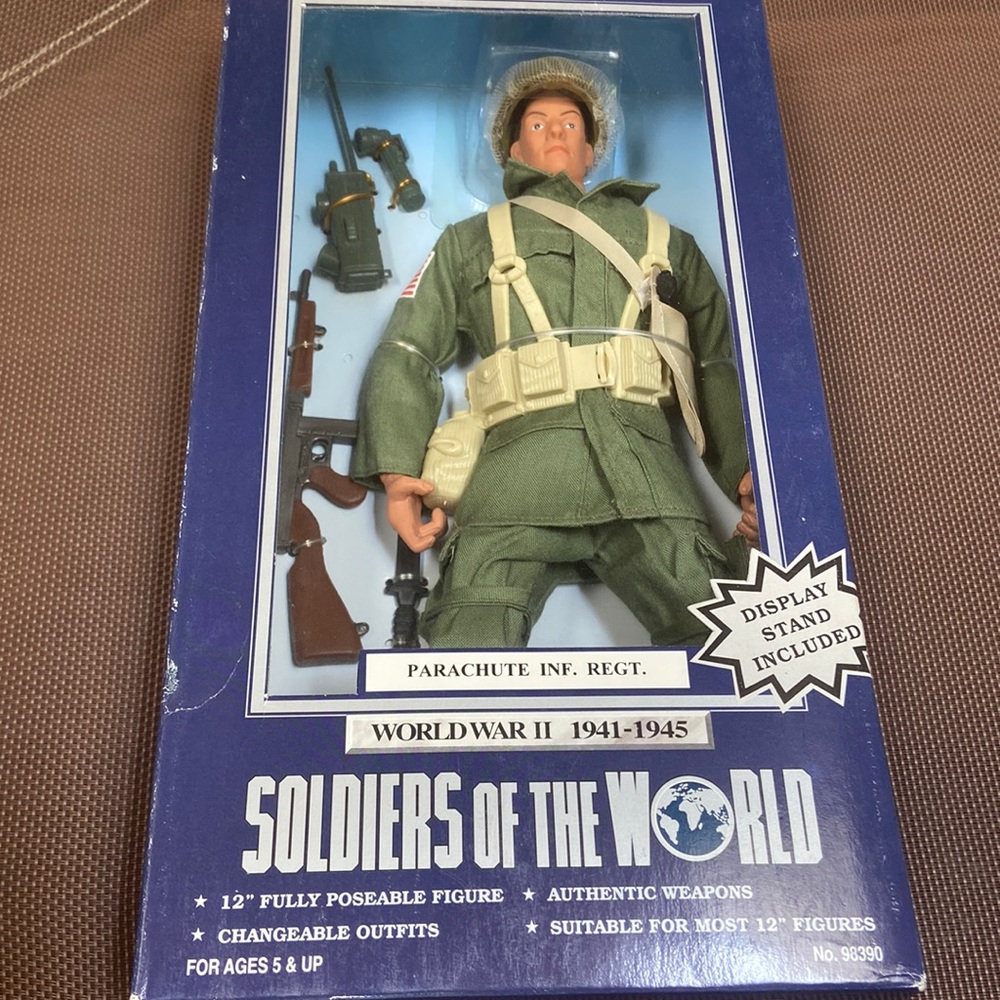 DISPLAY
STAND
INCLUDED
PARACHUTE INF. REGT.
WORLD WAR II 1941-1945
SOLDIERS OF THE WORLD
★ 12" FULLY POSEABLE FIGURE ★ AUTHENTIC WEAPONS
★ CHANGEABLE OUTFITS ★ SUITABLE FOR MOST 12" FIGURES
FOR AGES 5 & UP No. 98390